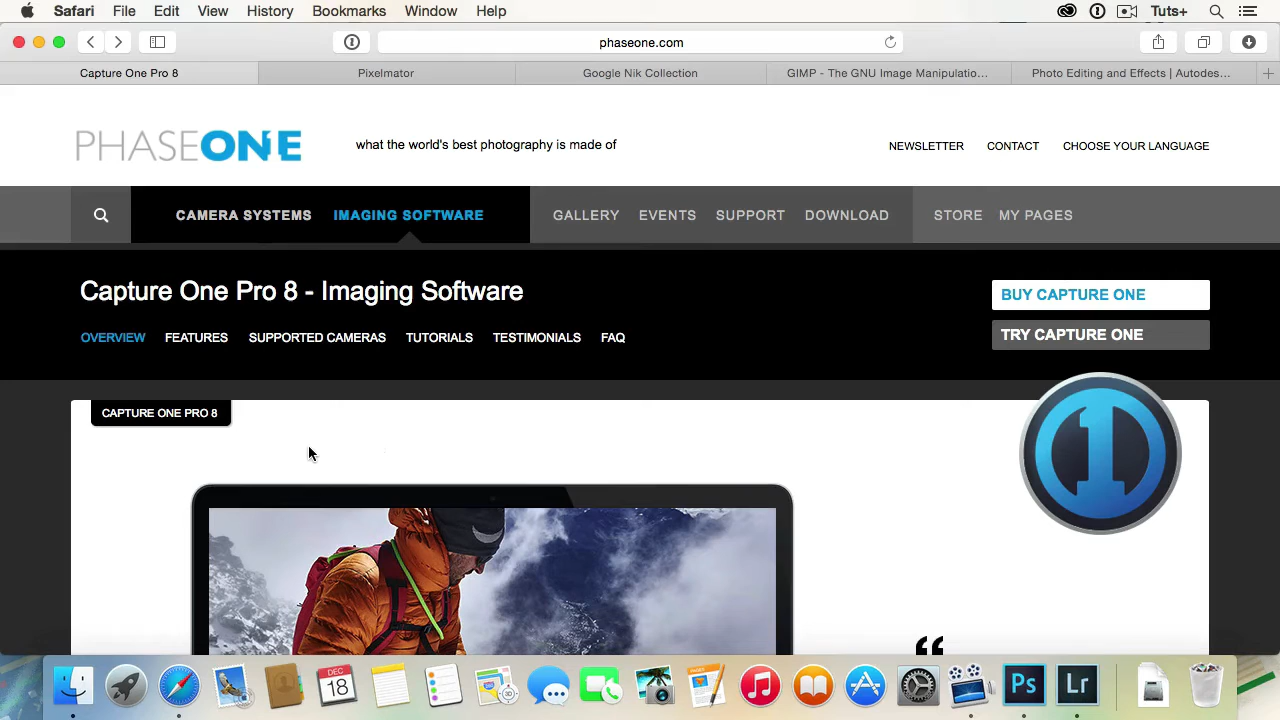 Safari File Edit View History Bookmarks Window Help Tuts+
phaseone.com
Capture One Pro 8 Pixelmator Google Nik Collection GIMP - The GNU Image Manipulatio... Photo Editing and Effects | Autodes...
PHASEONE what the world's best photography is made of NEWSLETTER CONTACT CHOOSE YOUR LANGUAGE
CAMERA SYSTEMS IMAGING SOFTWARE GALLERY EVENTS SUPPORT DOWNLOAD STORE MY PAGES
Capture One Pro 8 - Imaging Software
BUY CAPTURE ONE
OVERVIEW FEATURES SUPPORTED CAMERAS TUTORIALS TESTIMONIALS FAQ
TRY CAPTURE ONE
CAPTURE ONE PRO 8
1
“
DEC
18
PAGES
Ps Lr